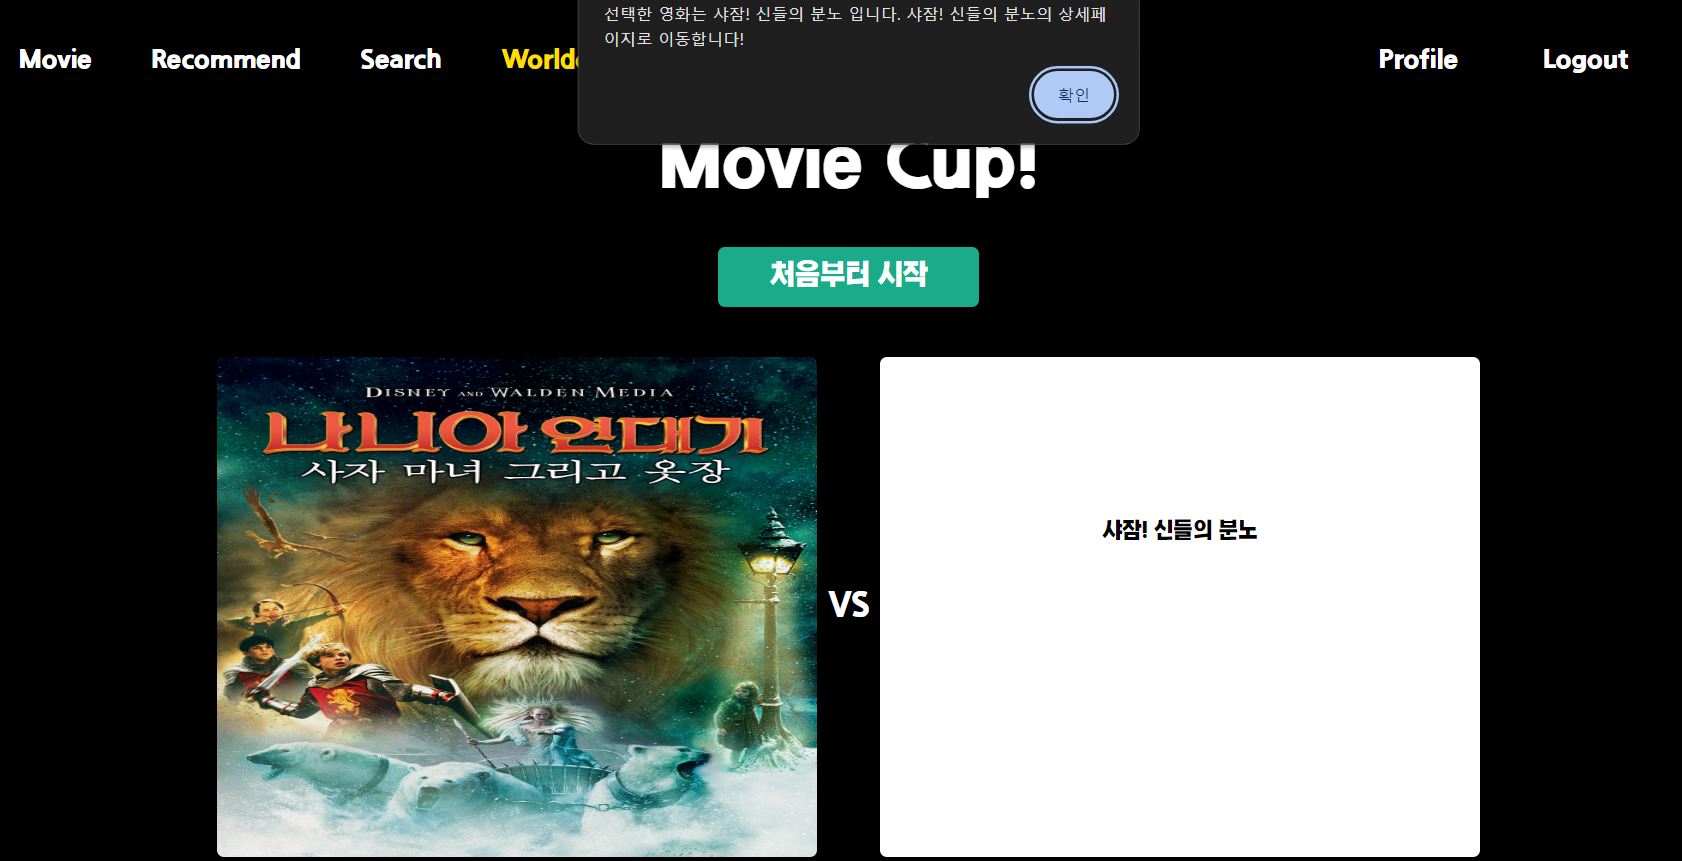 선택한 영화는 샤잠! 신들의 분노 입니다. 샤잠! 신들의 분노의 상세페
이지로 이동합니다!
확인
Movie Recommend Search Profile Logout
Movie Cup!
처음부터 시작
DISNEY AND WALDEN MEDIA
나니아 연대기
사자 마녀 그리고 옷장
VS
샤잠! 신들의 분노